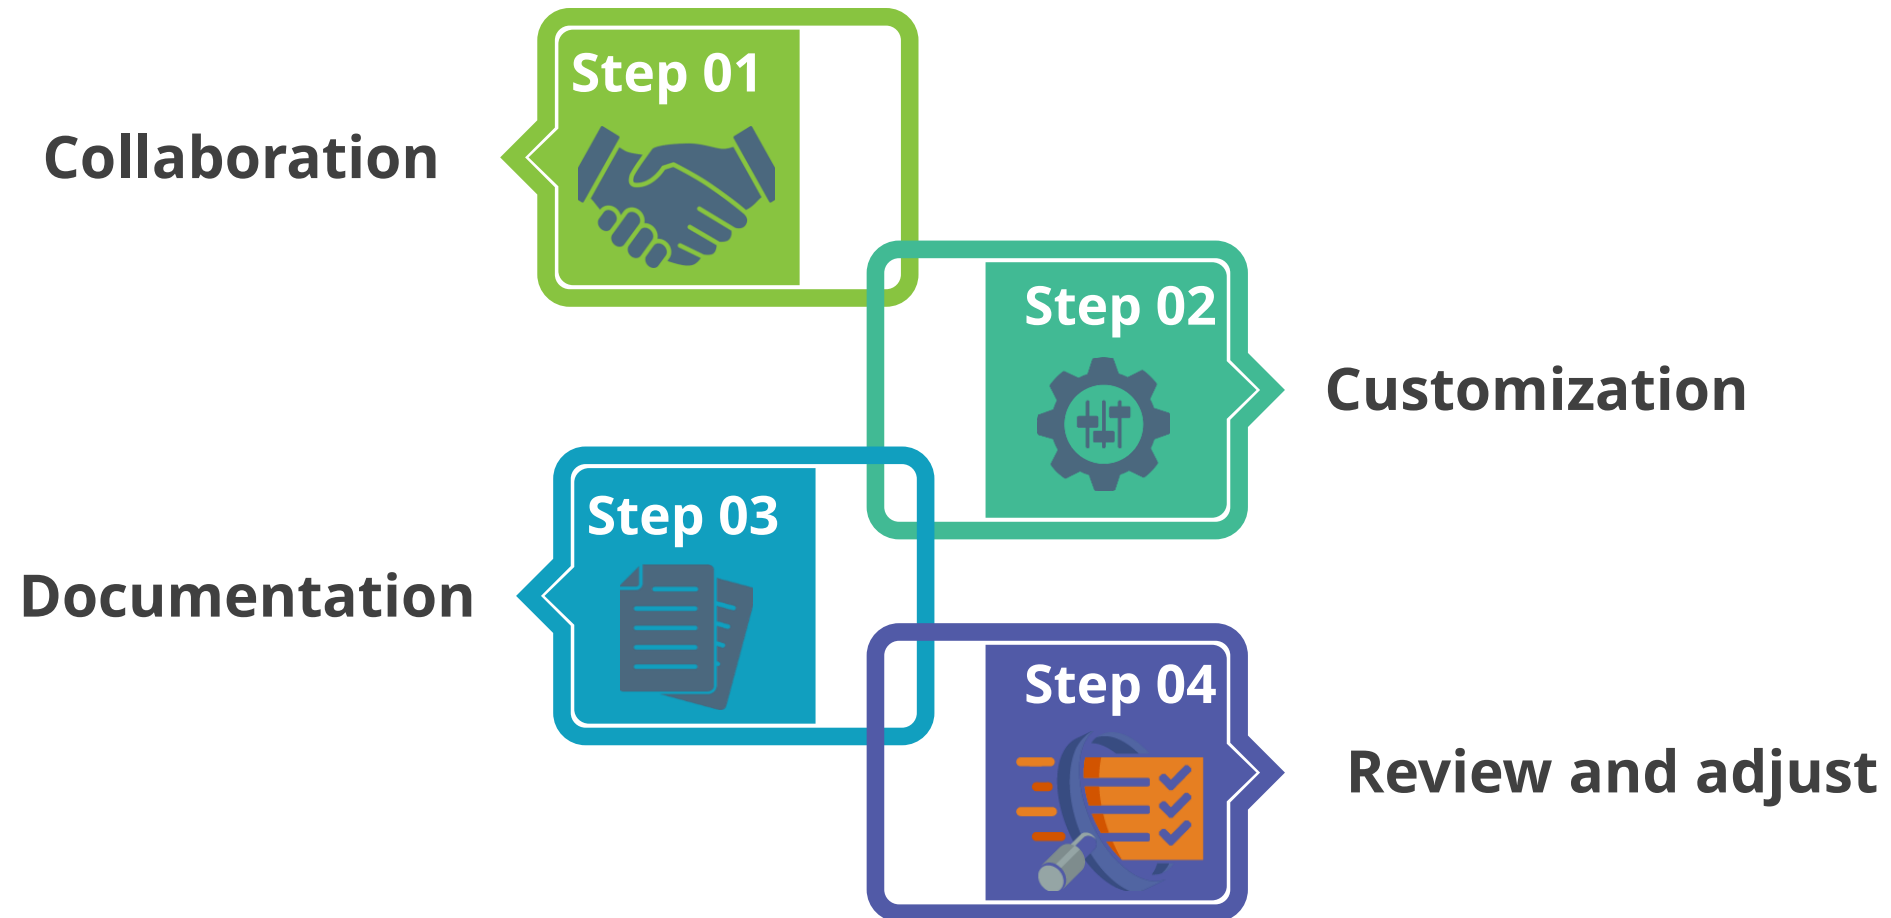 Step 01
Collaboration
Step 02
Customization
Step 03
Documentation
Step 04
Review and adjust